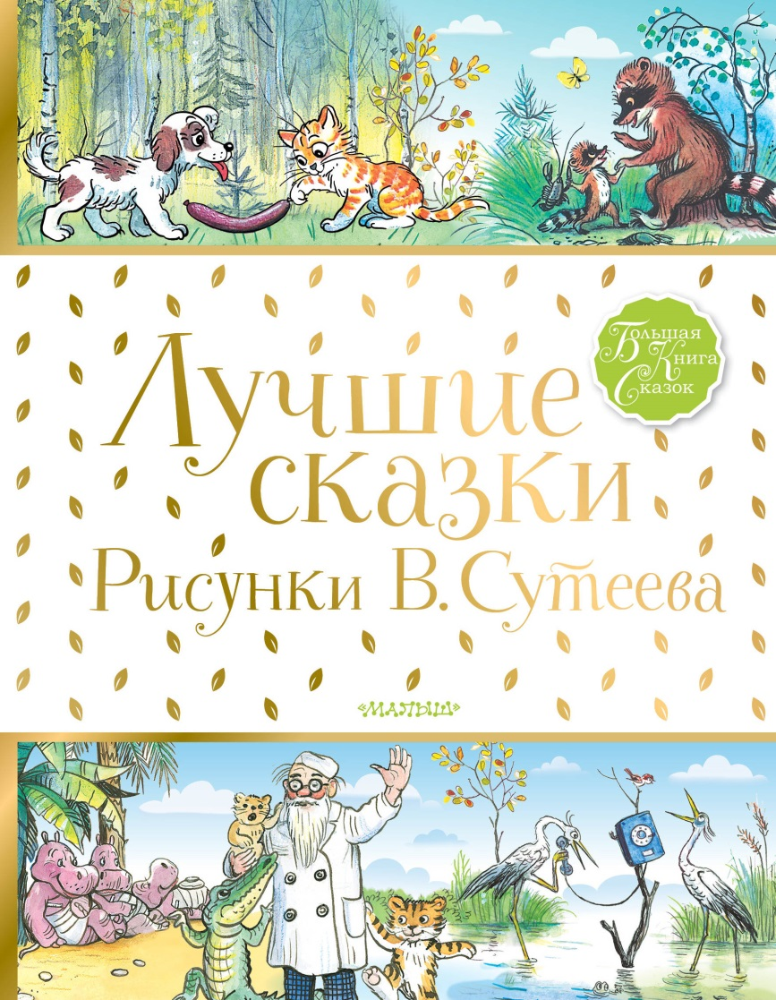 Большая
Книга
Сказок
Лучшие
сказки
Рисунки В. Сутеева
«МАЛЫШ»